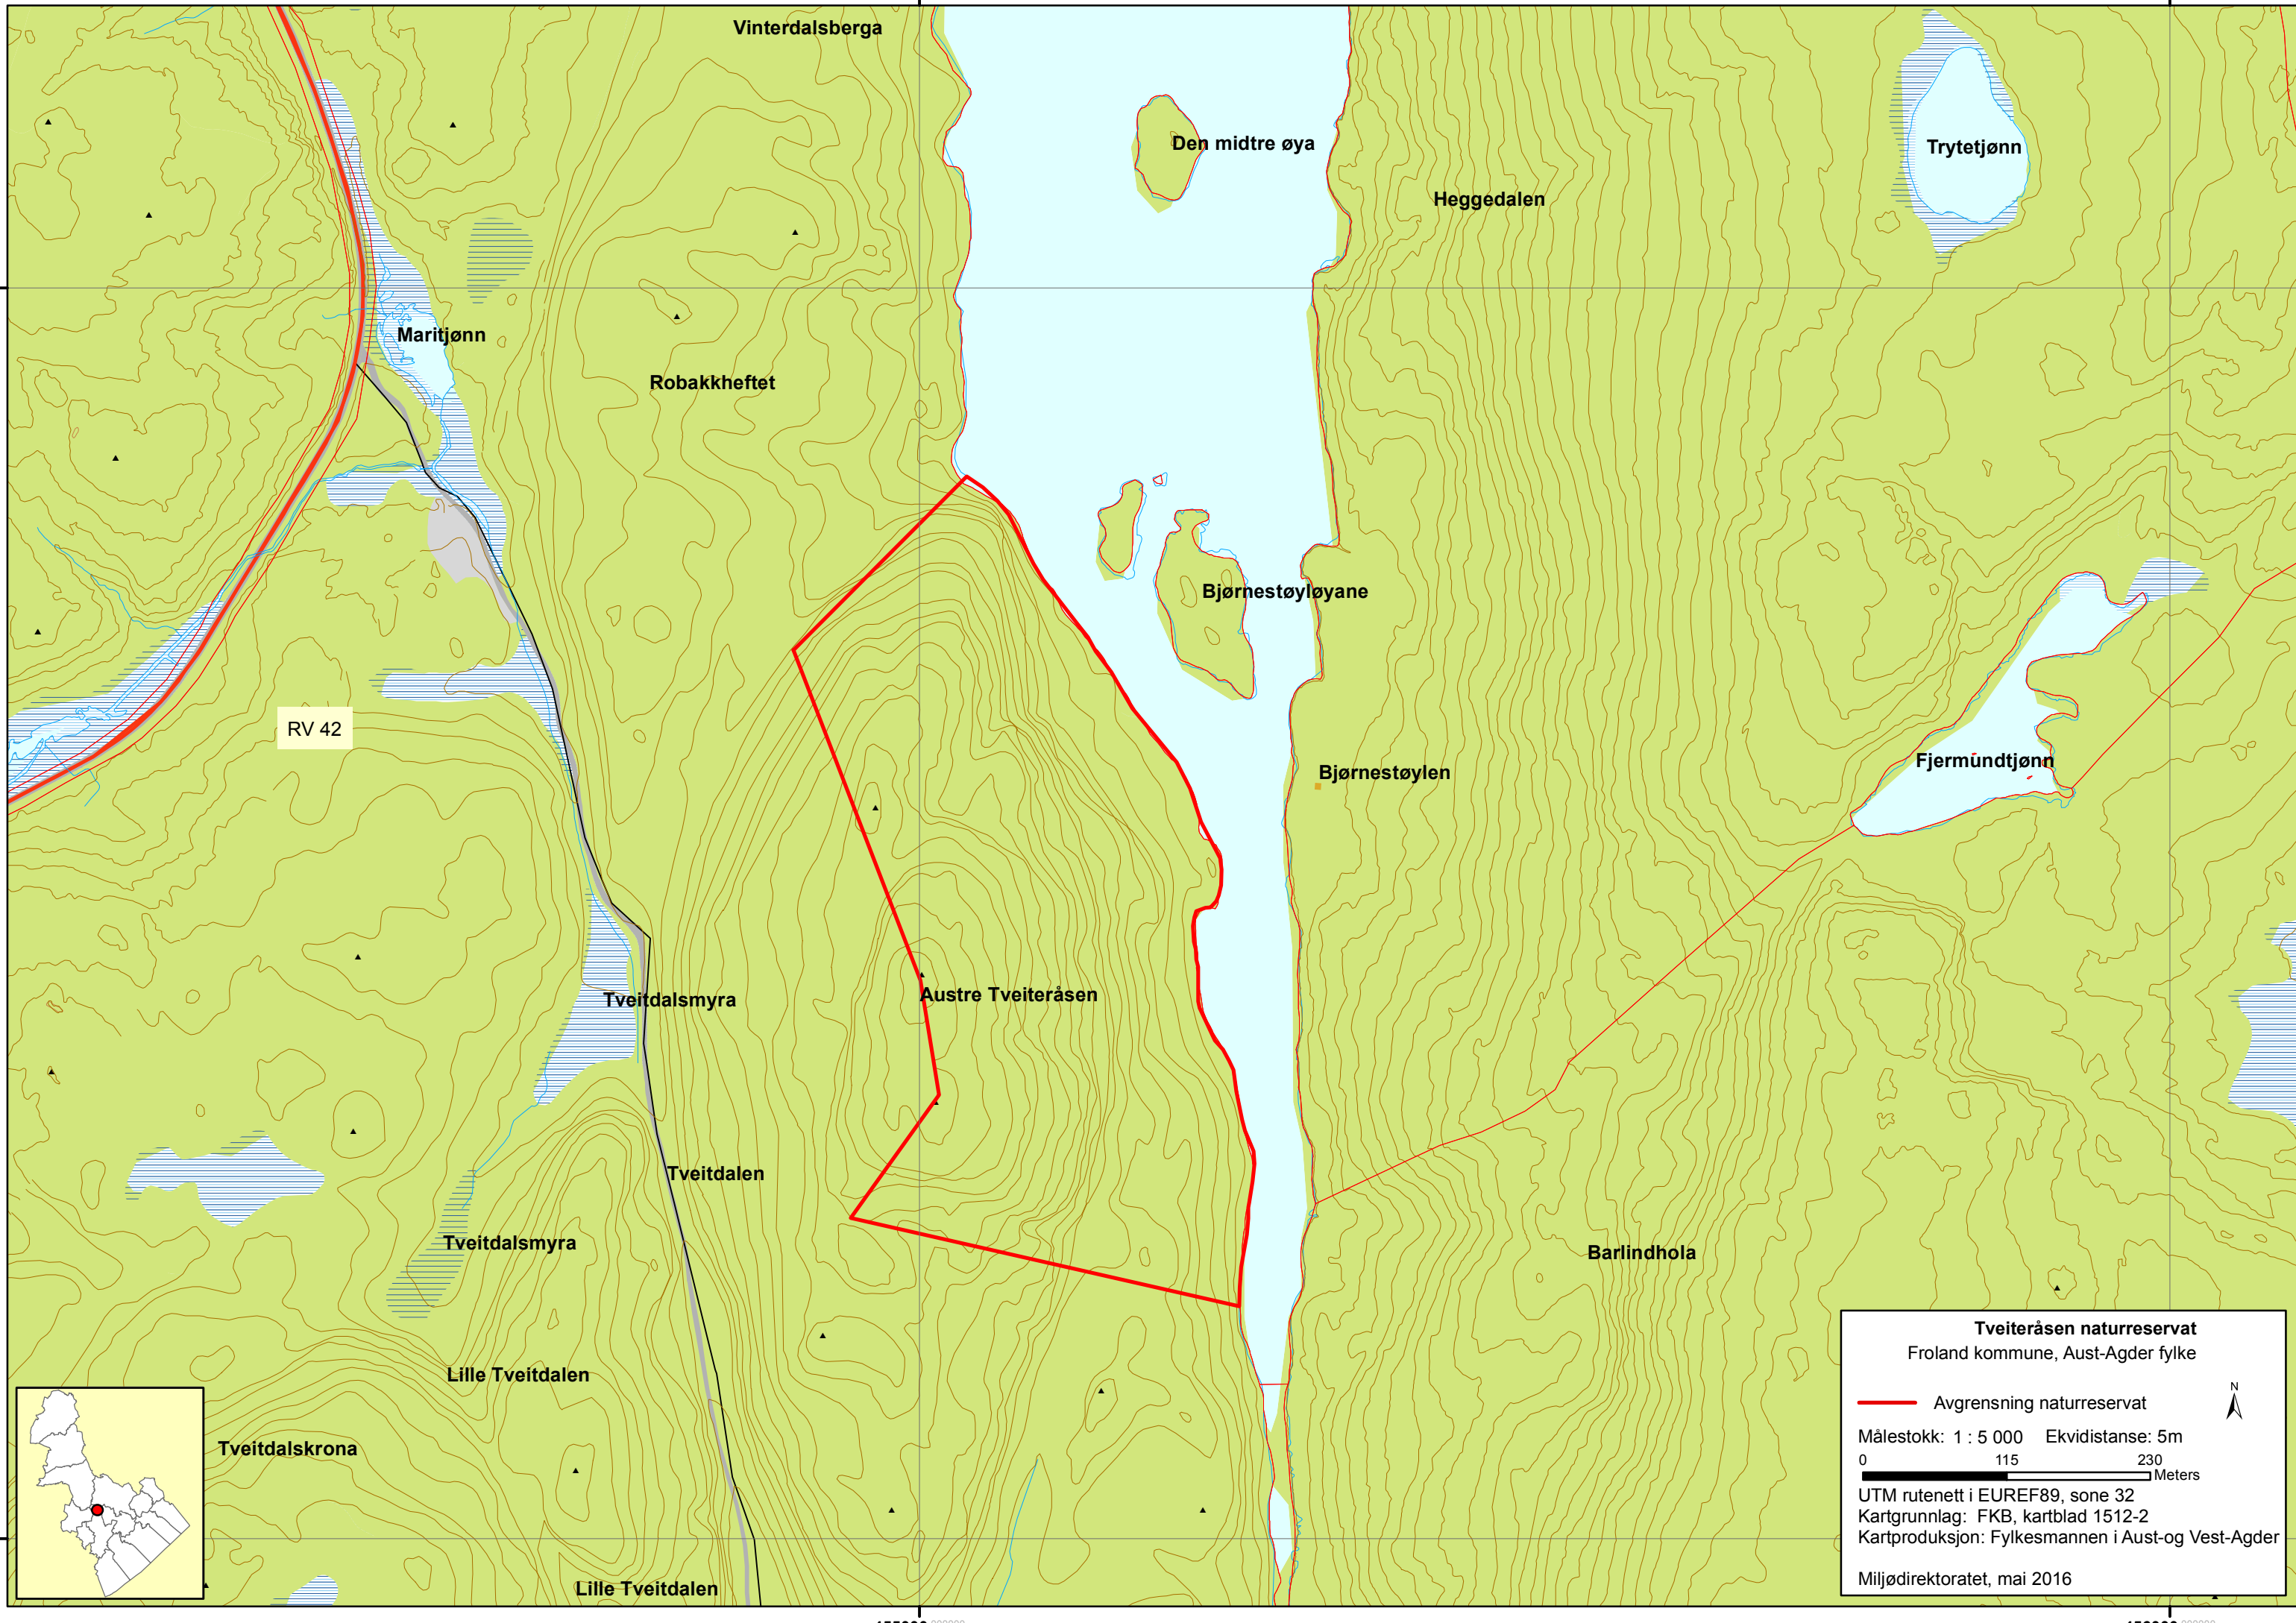 Vinterdalsberga
Den midtre øya
Trytetjønn
Heggedalen
Maritjønn
Robakkheftet
Bjørnestøyløyane
RV 42
Bjørnestøylen
Fjermundtjønn
Austre Tveiteråsen
Tveitdalsmyra
Tveitdalen
Tveitdalsmyra
Barlindhola
Lille Tveitdalen
Tveitdalskrona
Lille Tveitdalen
Tveiteråsen naturreservat
Froland kommune, Aust-Agder fylke
N
Avgrensning naturreservat
Målestokk: 1 : 5 000 Ekvidistanse: 5m
0 115 230
Meters
UTM rutenett i EUREF89, sone 32
Kartgrunnlag: FKB, kartblad 1512-2
Kartproduksjon: Fylkesmannen i Aust-og Vest-Agder
Miljødirektoratet, mai 2016